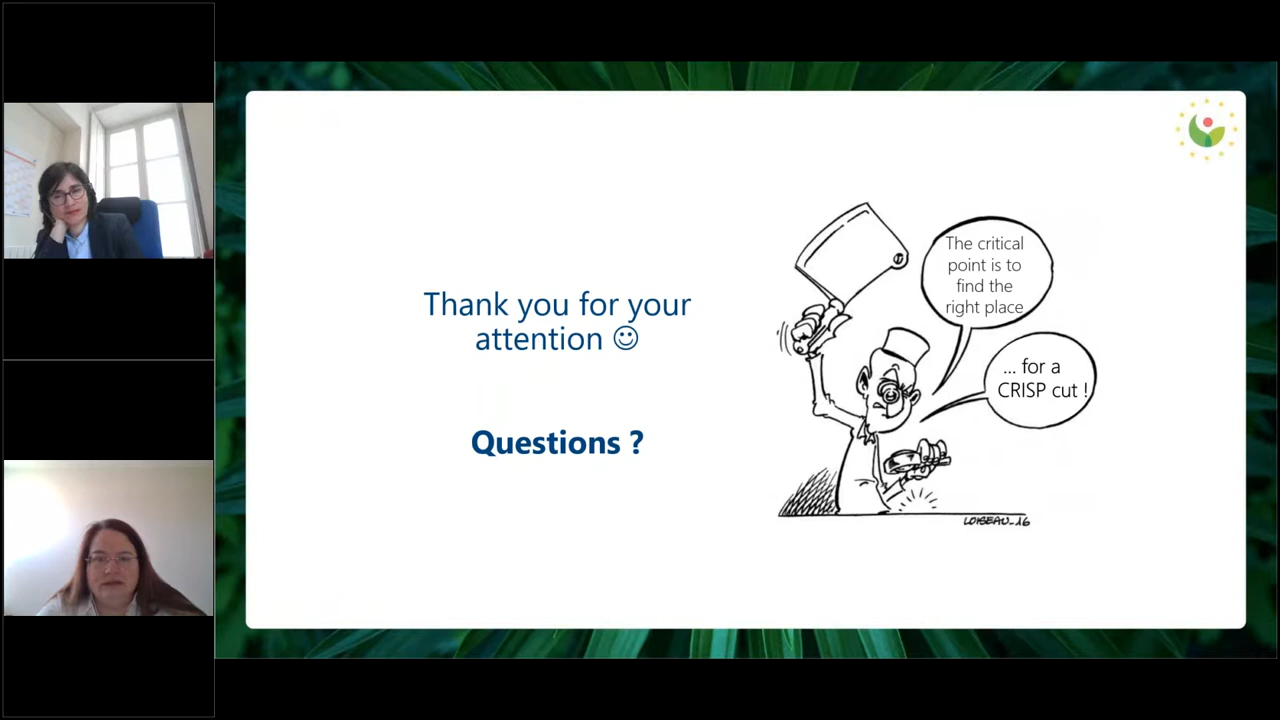 Thank you for your
attention ☺
Questions ?
The critical
point is to
find the
right place
... for a
CRISP cut !
LOISEAU_16